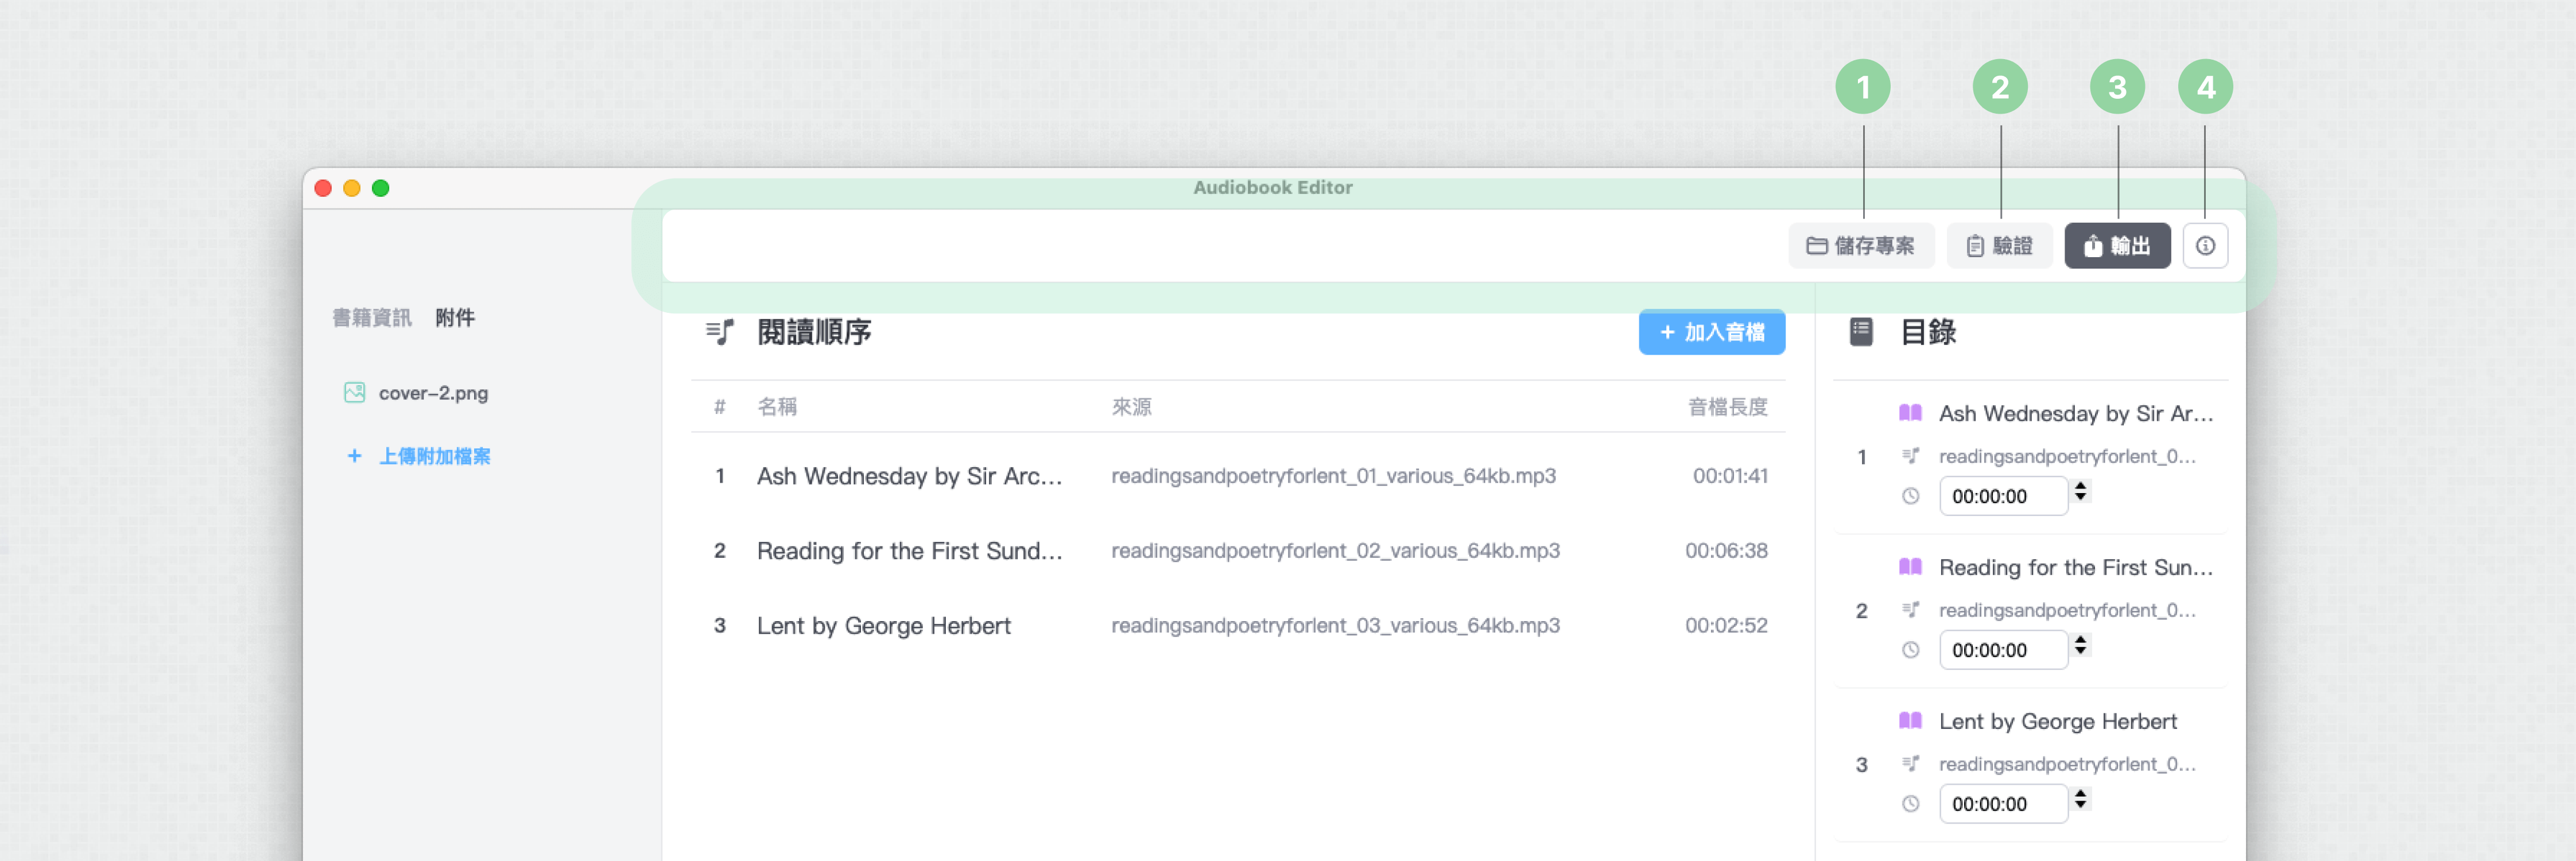 1 2 3 4
Audiobook Editor
儲存專案 驗證 輸出
書籍資訊 附件
cover-2.png
+ 上傳附加檔案
閱讀順序
+ 加入音檔
# 名稱 來源 音檔長度
1 Ash Wednesday by Sir Arc... readingsandpoetryforlent_01_various_64kb.mp3 00:01:41
2 Reading for the First Sund... readingsandpoetryforlent_02_various_64kb.mp3 00:06:38
3 Lent by George Herbert readingsandpoetryforlent_03_various_64kb.mp3 00:02:52
目錄
Ash Wednesday by Sir Ar...
1 readingsandpoetryforlent_0...
00:00:00
Reading for the First Sun...
2 readingsandpoetryforlent_0...
00:00:00
Lent by George Herbert
3 readingsandpoetryforlent_0...
00:00:00